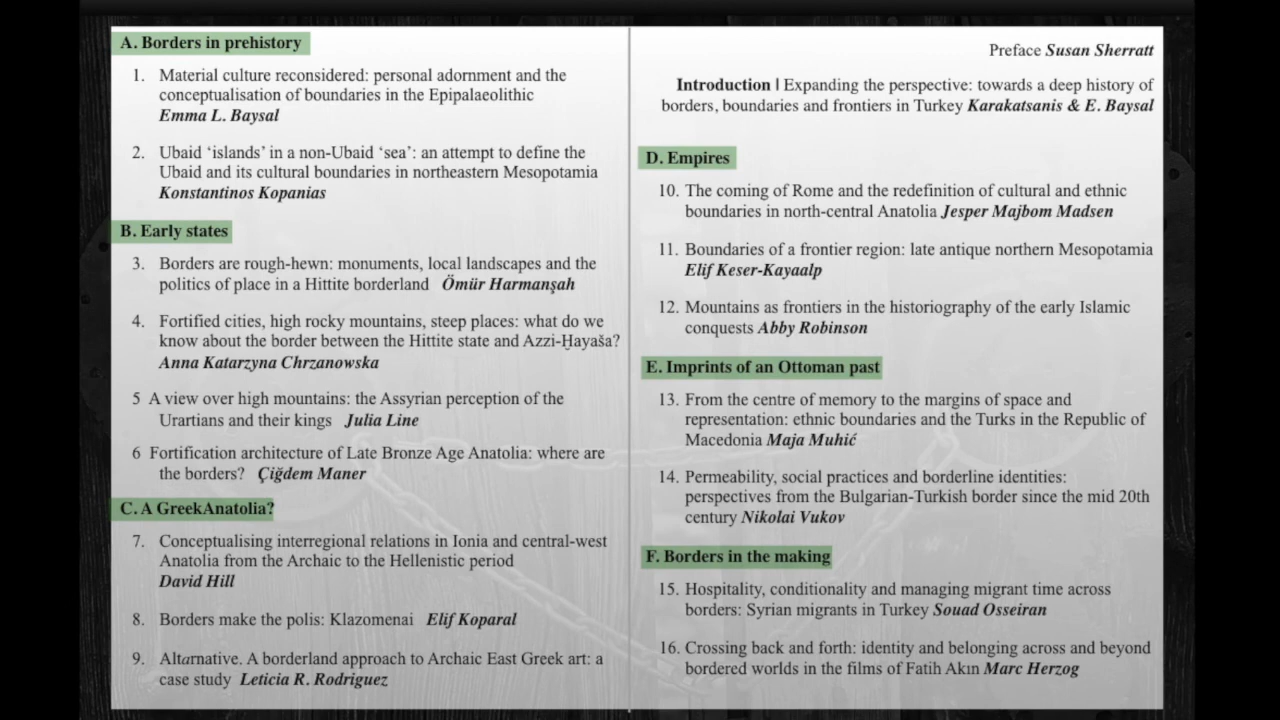 A. Borders in prehistory
1. Material culture reconsidered: personal adornment and the
conceptualisation of boundaries in the Epipalaeolithic
Emma L. Baysal
2. Ubaid ‘islands’ in a non-Ubaid ‘sea’: an attempt to define the
Ubaid and its cultural boundaries in northeastern Mesopotamia
Konstantinos Kopanias
B. Early states
3. Borders are rough-hewn: monuments, local landscapes and the
politics of place in a Hittite borderland Ömür Harmanşah
4. Fortified cities, high rocky mountains, steep places: what do we
know about the border between the Hittite state and Azzi-Ḫayaša?
Anna Katarzyna Chrzanowska
5 A view over high mountains: the Assyrian perception of the
Urartians and their kings Julia Line
6 Fortification architecture of Late Bronze Age Anatolia: where are
the borders? Çiğdem Maner
C. A GreekAnatolia?
7. Conceptualising interregional relations in Ionia and central-west
Anatolia from the Archaic to the Hellenistic period
David Hill
8. Borders make the polis: Klazomenai Elif Koparal
9. Altarnative. A borderland approach to Archaic East Greek art: a
case study Leticia R. Rodriguez
Preface Susan Sherratt
Introduction | Expanding the perspective: towards a deep history of
borders, boundaries and frontiers in Turkey Karakatsanis & E. Baysal
D. Empires
10. The coming of Rome and the redefinition of cultural and ethnic
boundaries in north-central Anatolia Jesper Majbom Madsen
11. Boundaries of a frontier region: late antique northern Mesopotamia
Elif Keser-Kayaalp
12. Mountains as frontiers in the historiography of the early Islamic
conquests Abby Robinson
E. Imprints of an Ottoman past
13. From the centre of memory to the margins of space and
representation: ethnic boundaries and the Turks in the Republic of
Macedonia Maja Muhić
14. Permeability, social practices and borderline identities:
perspectives from the Bulgarian-Turkish border since the mid 20th
century Nikolai Vukov
F. Borders in the making
15. Hospitality, conditionality and managing migrant time across
borders: Syrian migrants in Turkey Souad Osseiran
16. Crossing back and forth: identity and belonging across and beyond
bordered worlds in the films of Fatih Akın Marc Herzog